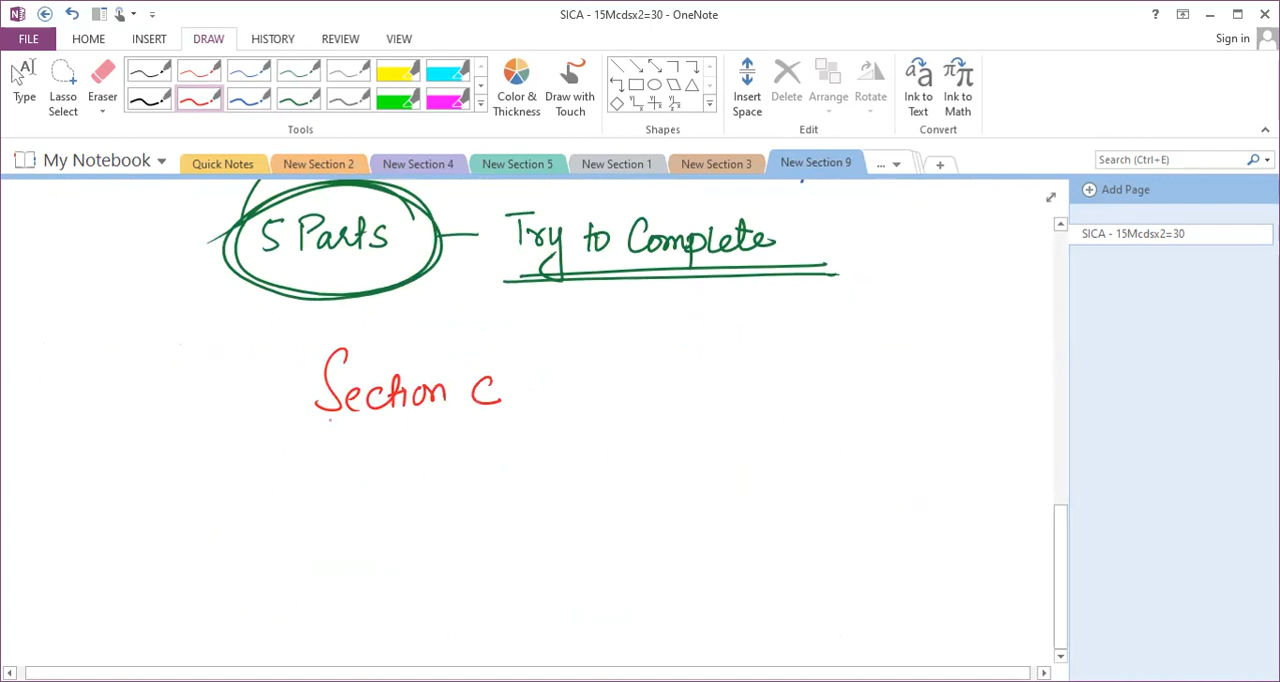 SICA - 15Mcdsx2=30 - OneNote
?
Sign in
FILE HOME INSERT DRAW HISTORY REVIEW VIEW
Type
Lasso Select
Eraser
Color & Thickness
Draw with Touch
Insert Space
Delete
Arrange
Rotate
Ink to Text
Ink to Math
Tools Shapes Edit Convert
My Notebook Quick Notes New Section 2 New Section 4 New Section 5 New Section 1 New Section 3 New Section 9 ...
Search (Ctrl+E)
Add Page
SICA - 15Mcdsx2=30
5 Parts — Try to Complete
Section C